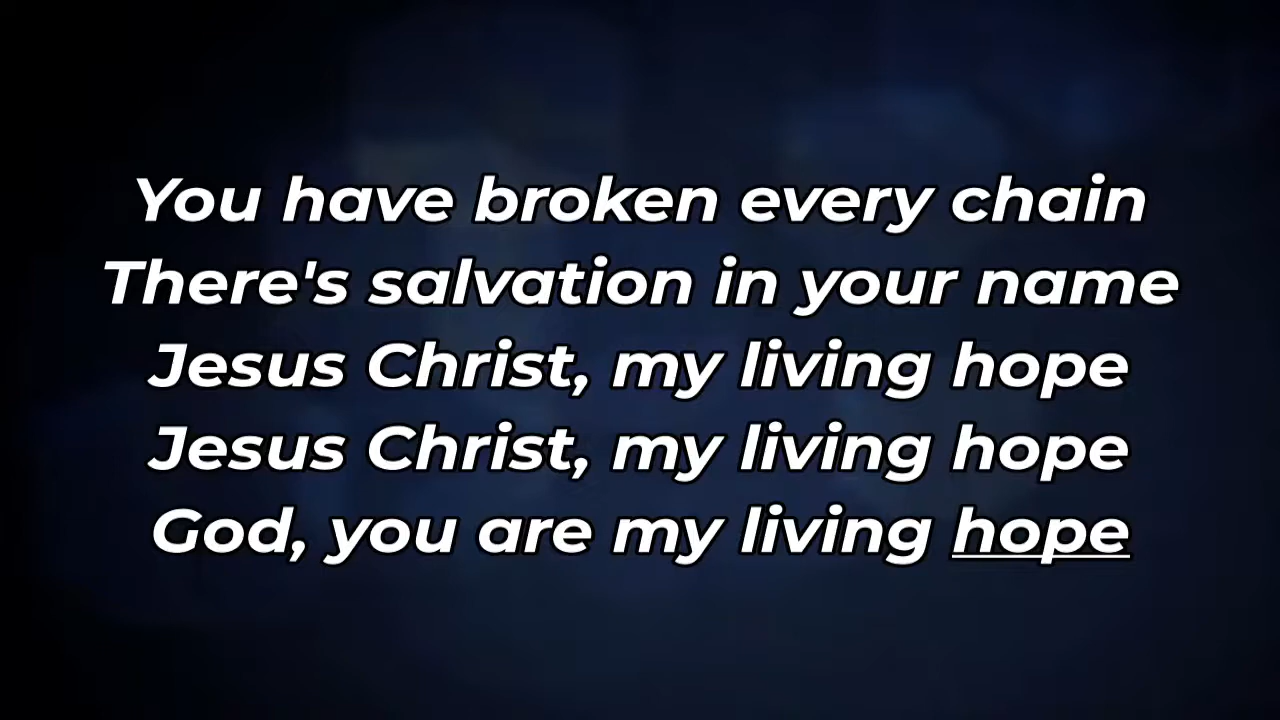 You have broken every chain
There's salvation in your name
Jesus Christ, my living hope
Jesus Christ, my living hope
God, you are my living hope